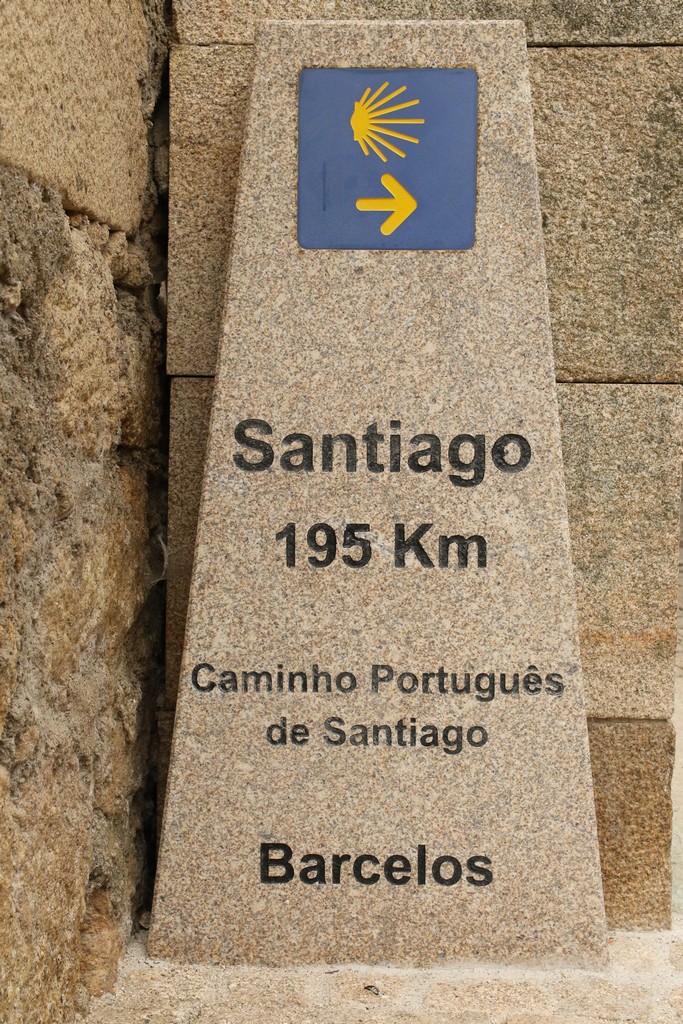 Santiago
195 Km
Caminho Português
de Santiago
Barcelos